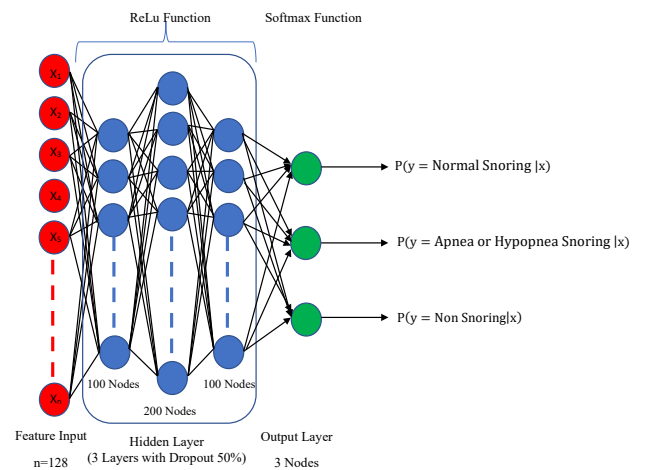 ReLu Function
Softmax Function
X1
X2
X3
X4
X5
Xn
P(y = Normal Snoring |x)
P(y = Apnea or Hypopnea Snoring |x)
P(y = Non Snoring|x)
100 Nodes
100 Nodes
200 Nodes
Feature Input
n=128
Hidden Layer
(3 Layers with Dropout 50%)
Output Layer
3 Nodes